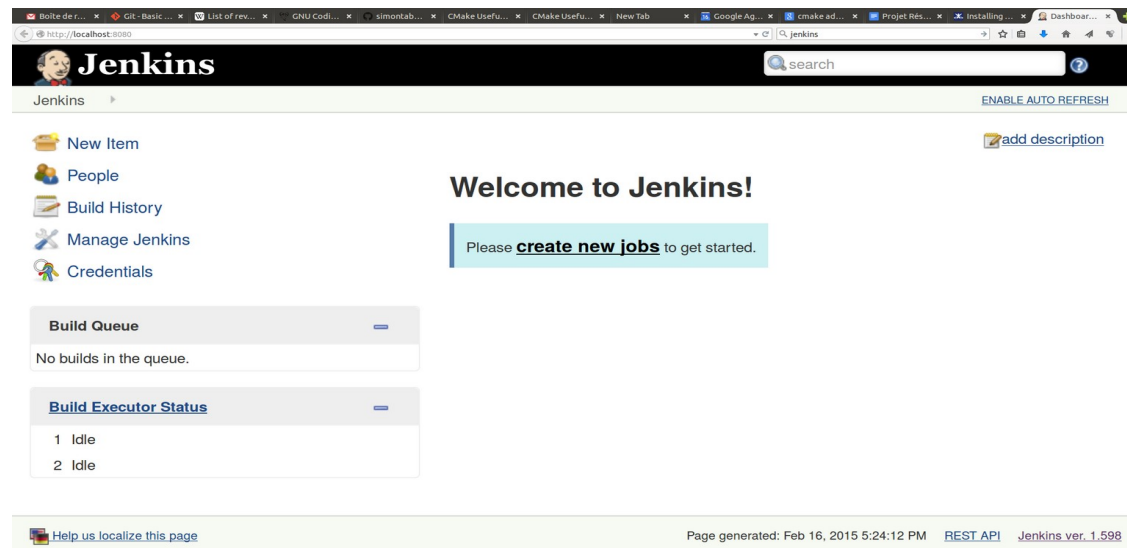 Boîte de r... × Git - Basic ... × List of rev... × GNU Codi... × simontab... × CMake Usefu... × CMake Usefu... × New Tab × Google Ag... × cmake ad... × Projet Rés... × Installing ... × Dashboar... ×
http://localhost:8080 jenkins
Jenkins search
Jenkins ENABLE AUTO REFRESH
New Item add description
People
Welcome to Jenkins!
Build History
Manage Jenkins
Please create new jobs to get started.
Credentials
Build Queue
No builds in the queue.
Build Executor Status
1 Idle
2 Idle
Help us localize this page Page generated: Feb 16, 2015 5:24:12 PM REST API Jenkins ver. 1.598